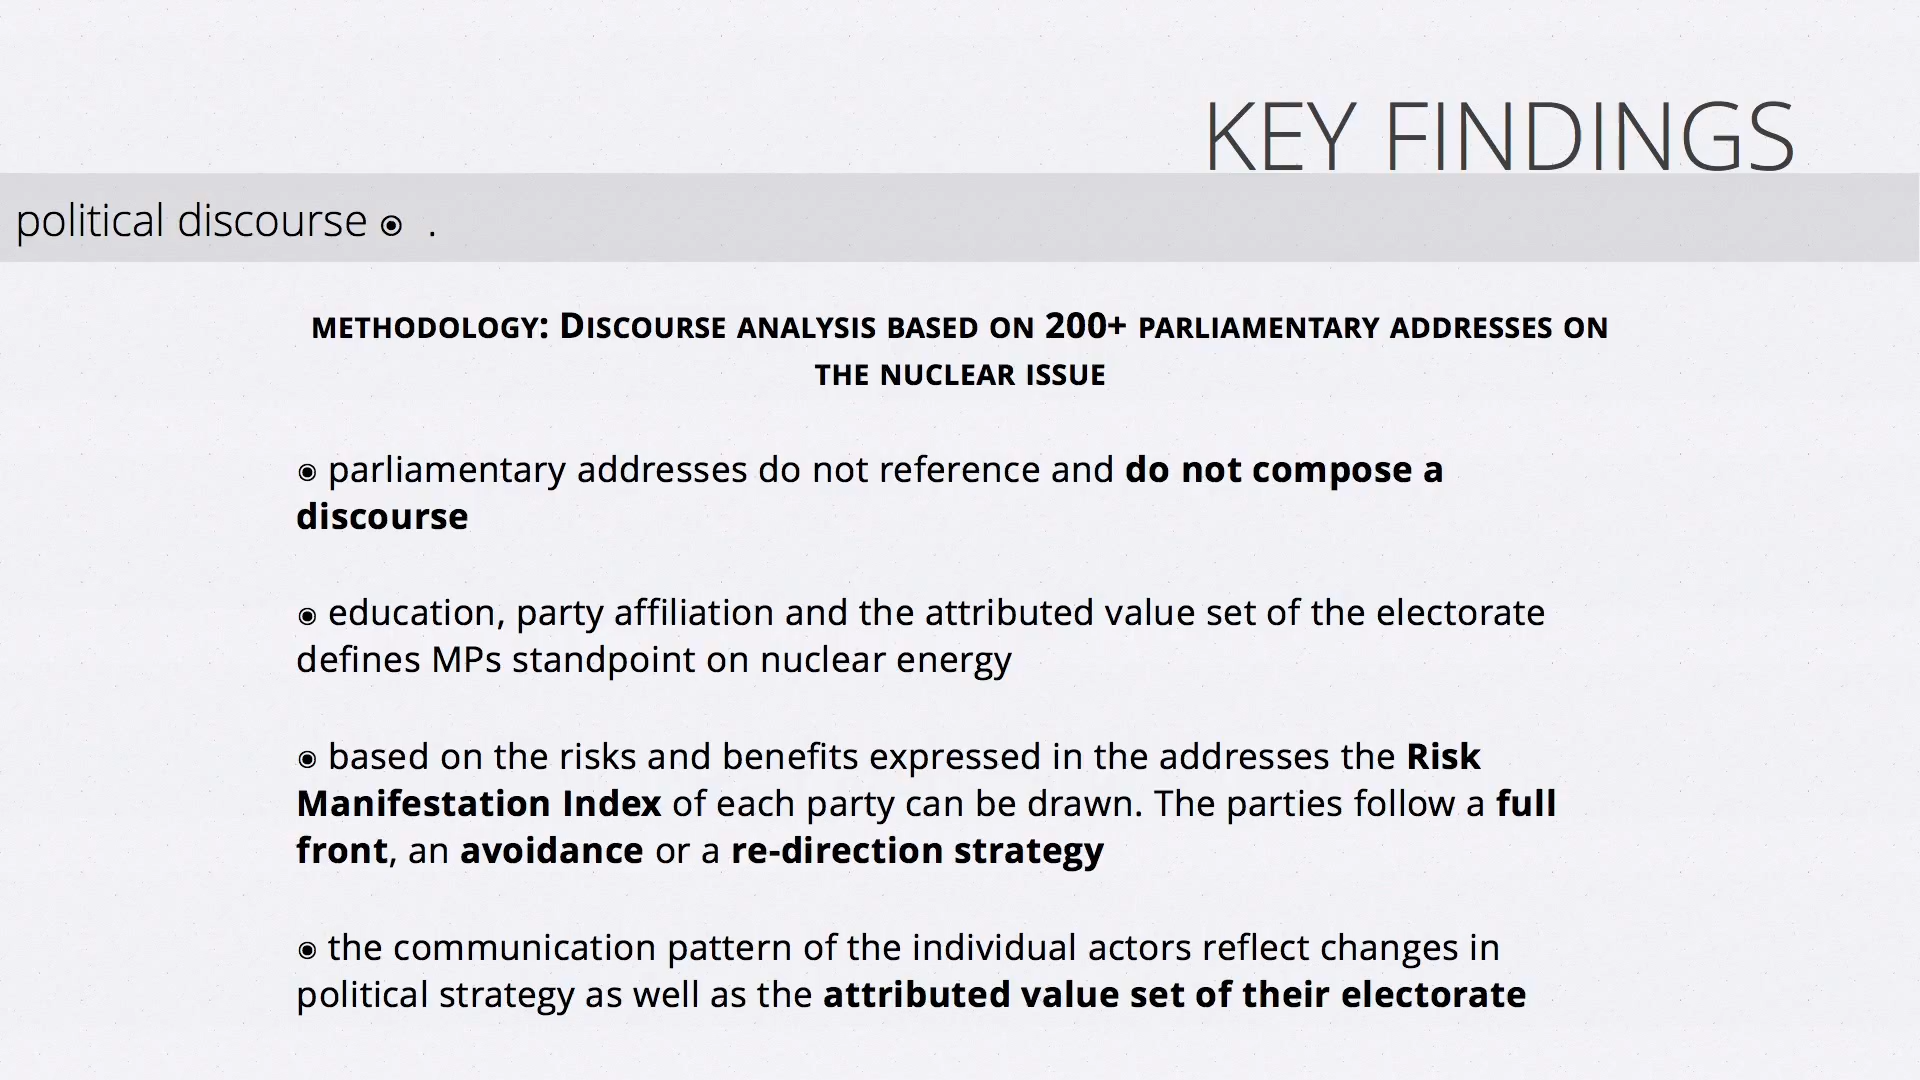 KEY FINDINGS
political discourse ◉ .
METHODOLOGY: DISCOURSE ANALYSIS BASED ON 200+ PARLIAMENTARY ADDRESSES ON
THE NUCLEAR ISSUE
◉ parliamentary addresses do not reference and do not compose a
discourse
◉ education, party affiliation and the attributed value set of the electorate
defines MPs standpoint on nuclear energy
◉ based on the risks and benefits expressed in the addresses the Risk
Manifestation Index of each party can be drawn. The parties follow a full
front, an avoidance or a re-direction strategy
◉ the communication pattern of the individual actors reflect changes in
political strategy as well as the attributed value set of their electorate